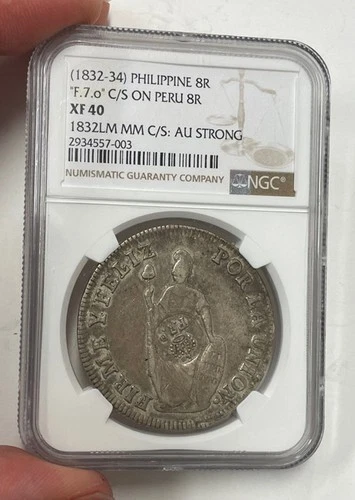 (1832-34) PHILIPPINE 8R
"F.7.o" C/S ON PERU 8R
XF 40
1832LM MM C/S: AU STRONG
2934557-003
NUMISMATIC GUARANTY COMPANY
NGC®
FIRME Y FELIZ POR LA UNION.